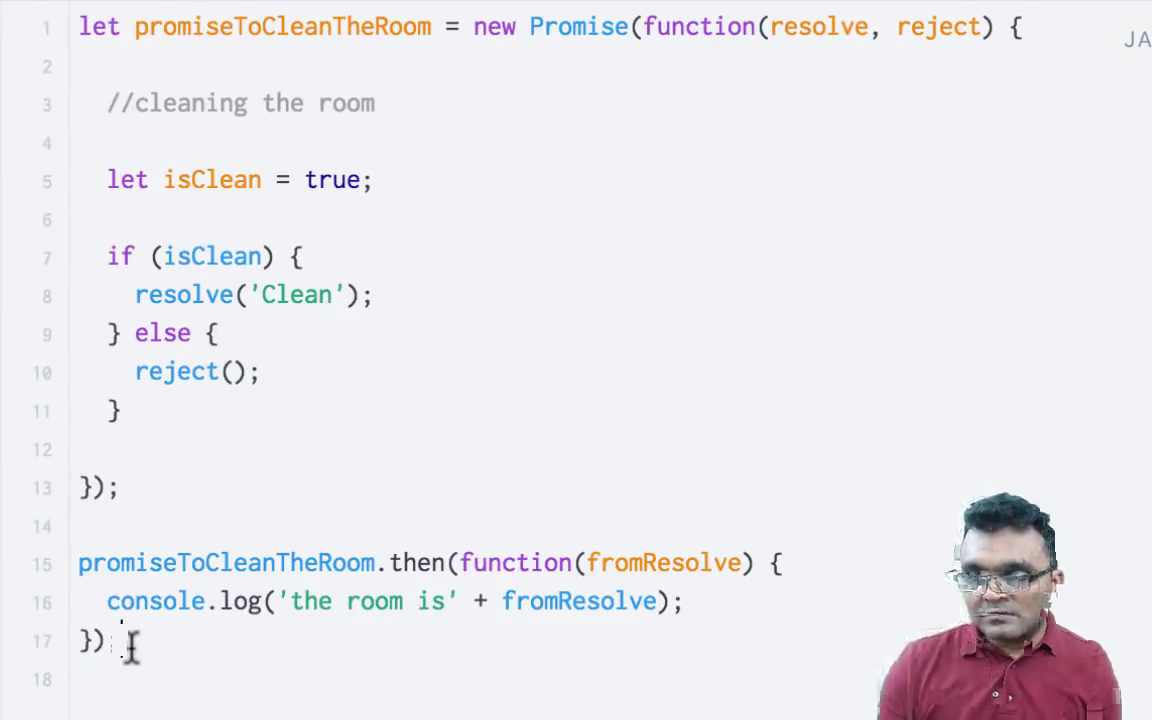 1 let promiseToCleanTheRoom = new Promise(function(resolve, reject) {
JA
2
3 //cleaning the room
4
5 let isClean = true;
6
7 if (isClean) {
8 resolve('Clean');
9 } else {
10 reject();
11 }
12
13 });
14
15 promiseToCleanTheRoom.then(function(fromResolve) {
16 console.log('the room is' + fromResolve);
17 })
18